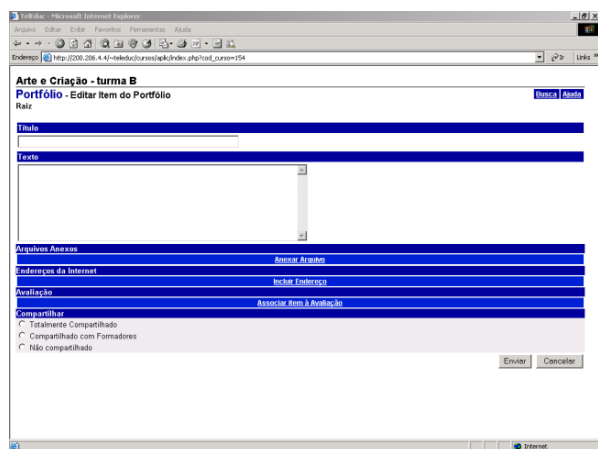 TelEduc - Microsoft Internet Explorer
Arquivo Editar Exibir Favoritos Ferramentas Ajuda
Endereço http://200.206.4.4/~teleduc/cursos/aplic/index.php?cod_curso=154 Ir Links »
Arte e Criação - turma B
Portfólio - Editar Item do Portfólio Busca Ajuda
Raiz
Título
Texto
Arquivos Anexos
Anexar Arquivo
Endereços da Internet
Incluir Endereço
Avaliação
Associar item à Avaliação
Compartilhar
Totalmente Compartilhado
Compartilhado com Formadores
Não compartilhado
Enviar Cancelar
Internet